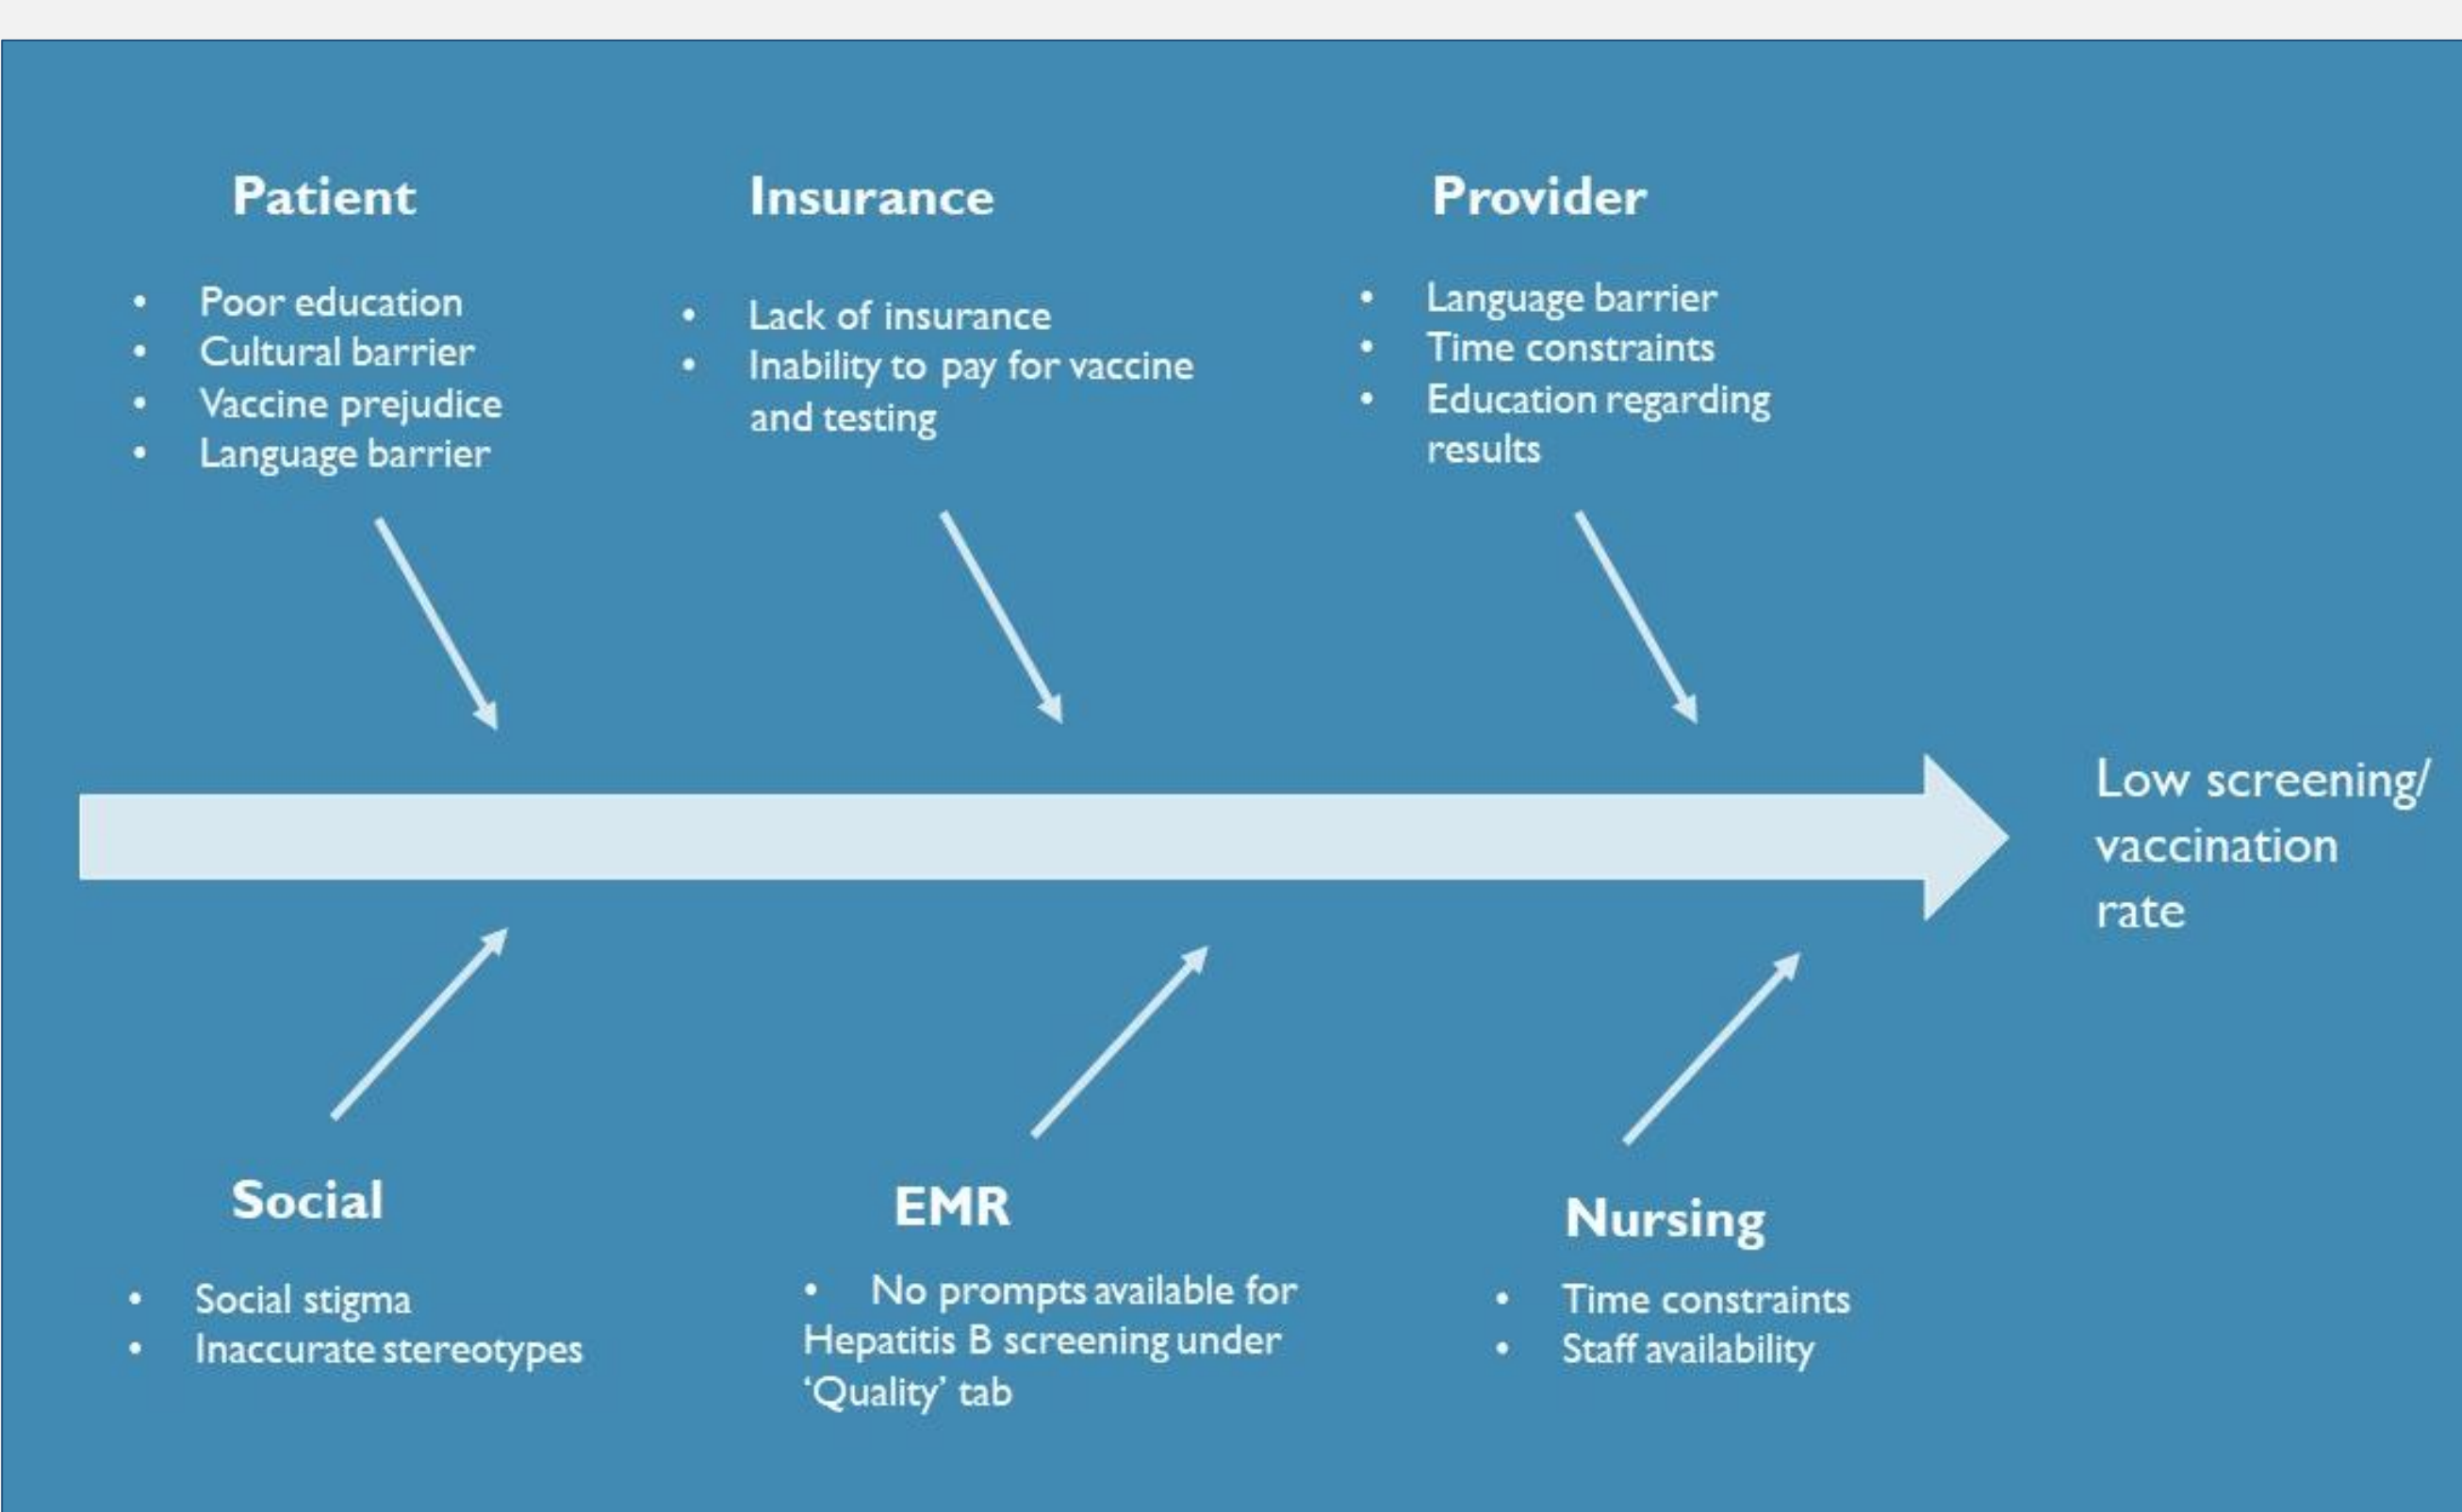 Patient
• Poor education
• Cultural barrier
• Vaccine prejudice
• Language barrier
Insurance
• Lack of insurance
• Inability to pay for vaccine
and testing
Provider
• Language barrier
• Time constraints
• Education regarding
results
Low screening/
vaccination
rate
Social
• Social stigma
• Inaccurate stereotypes
EMR
• No prompts available for
Hepatitis B screening under
‘Quality’ tab
Nursing
• Time constraints
• Staff availability